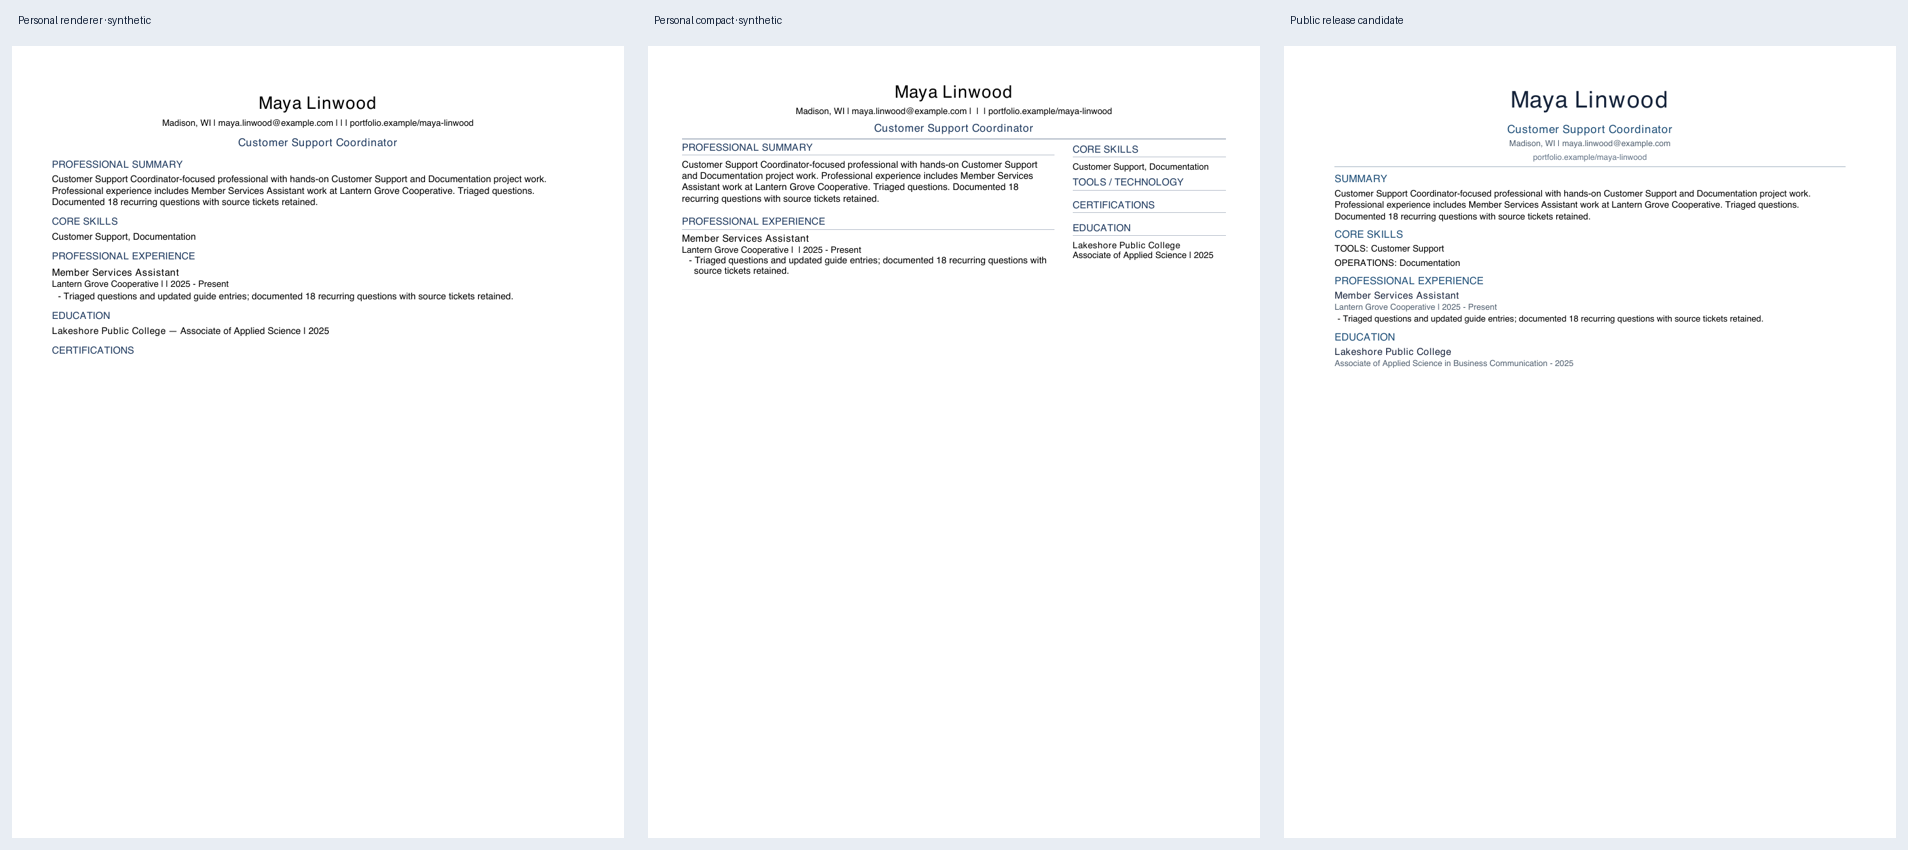 Personal renderer · synthetic
Maya Linwood
Madison, WI | maya.linwood@example.com | | | portfolio.example/maya-linwood
Customer Support Coordinator
PROFESSIONAL SUMMARY
Customer Support Coordinator-focused professional with hands-on Customer Support and Documentation project work.
Professional experience includes Member Services Assistant work at Lantern Grove Cooperative. Triaged questions.
Documented 18 recurring questions with source tickets retained.
CORE SKILLS
Customer Support, Documentation
PROFESSIONAL EXPERIENCE
Member Services Assistant
Lantern Grove Cooperative | | 2025 - Present
- Triaged questions and updated guide entries; documented 18 recurring questions with source tickets retained.
EDUCATION
Lakeshore Public College — Associate of Applied Science | 2025
CERTIFICATIONS
Personal compact · synthetic
Maya Linwood
Madison, WI | maya.linwood@example.com | | | portfolio.example/maya-linwood
Customer Support Coordinator
PROFESSIONAL SUMMARY
Customer Support Coordinator-focused professional with hands-on Customer Support
and Documentation project work. Professional experience includes Member Services
Assistant work at Lantern Grove Cooperative. Triaged questions. Documented 18
recurring questions with source tickets retained.
PROFESSIONAL EXPERIENCE
Member Services Assistant
Lantern Grove Cooperative | | 2025 - Present
- Triaged questions and updated guide entries; documented 18 recurring questions with
source tickets retained.
CORE SKILLS
Customer Support, Documentation
TOOLS / TECHNOLOGY
CERTIFICATIONS
EDUCATION
Lakeshore Public College
Associate of Applied Science | 2025
Public release candidate
Maya Linwood
Customer Support Coordinator
Madison, WI | maya.linwood@example.com
portfolio.example/maya-linwood
SUMMARY
Customer Support Coordinator-focused professional with hands-on Customer Support and Documentation project work.
Professional experience includes Member Services Assistant work at Lantern Grove Cooperative. Triaged questions.
Documented 18 recurring questions with source tickets retained.
CORE SKILLS
TOOLS: Customer Support
OPERATIONS: Documentation
PROFESSIONAL EXPERIENCE
Member Services Assistant
Lantern Grove Cooperative | 2025 - Present
- Triaged questions and updated guide entries; documented 18 recurring questions with source tickets retained.
EDUCATION
Lakeshore Public College
Associate of Applied Science in Business Communication - 2025